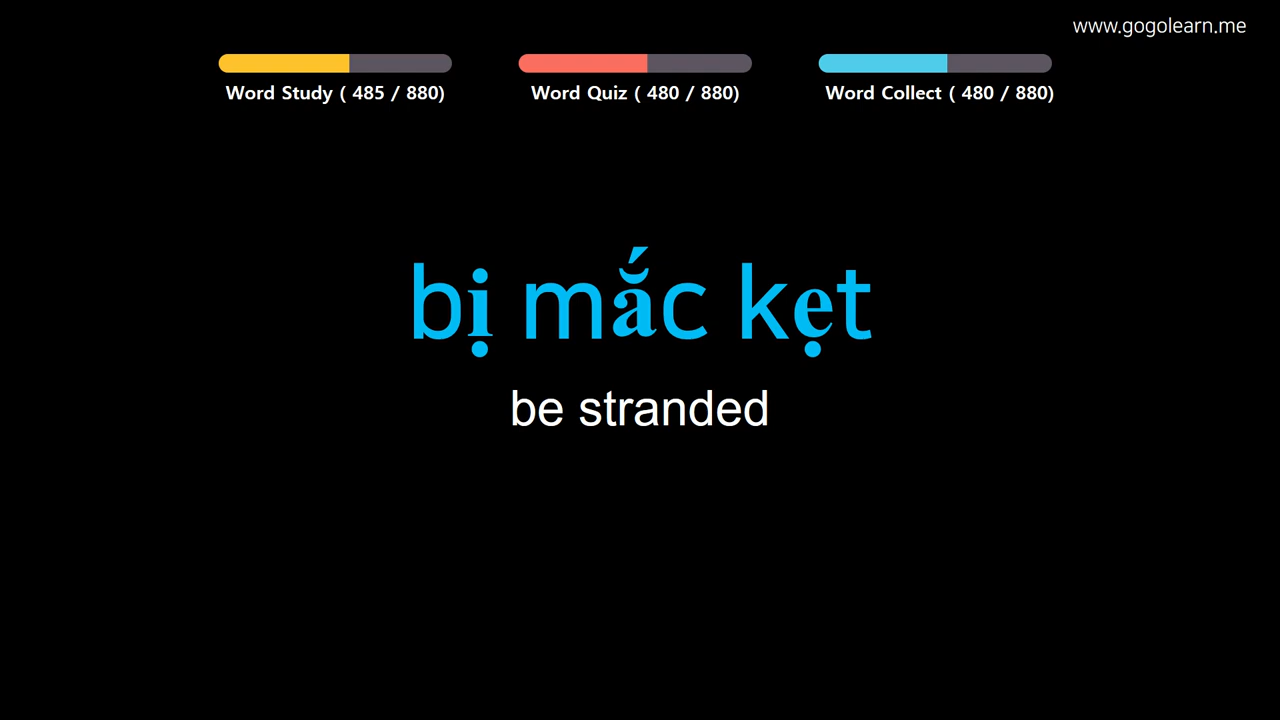 www.gogolearn.me
Word Study ( 485 / 880)
Word Quiz ( 480 / 880)
Word Collect ( 480 / 880)
bị mắc kẹt
be stranded